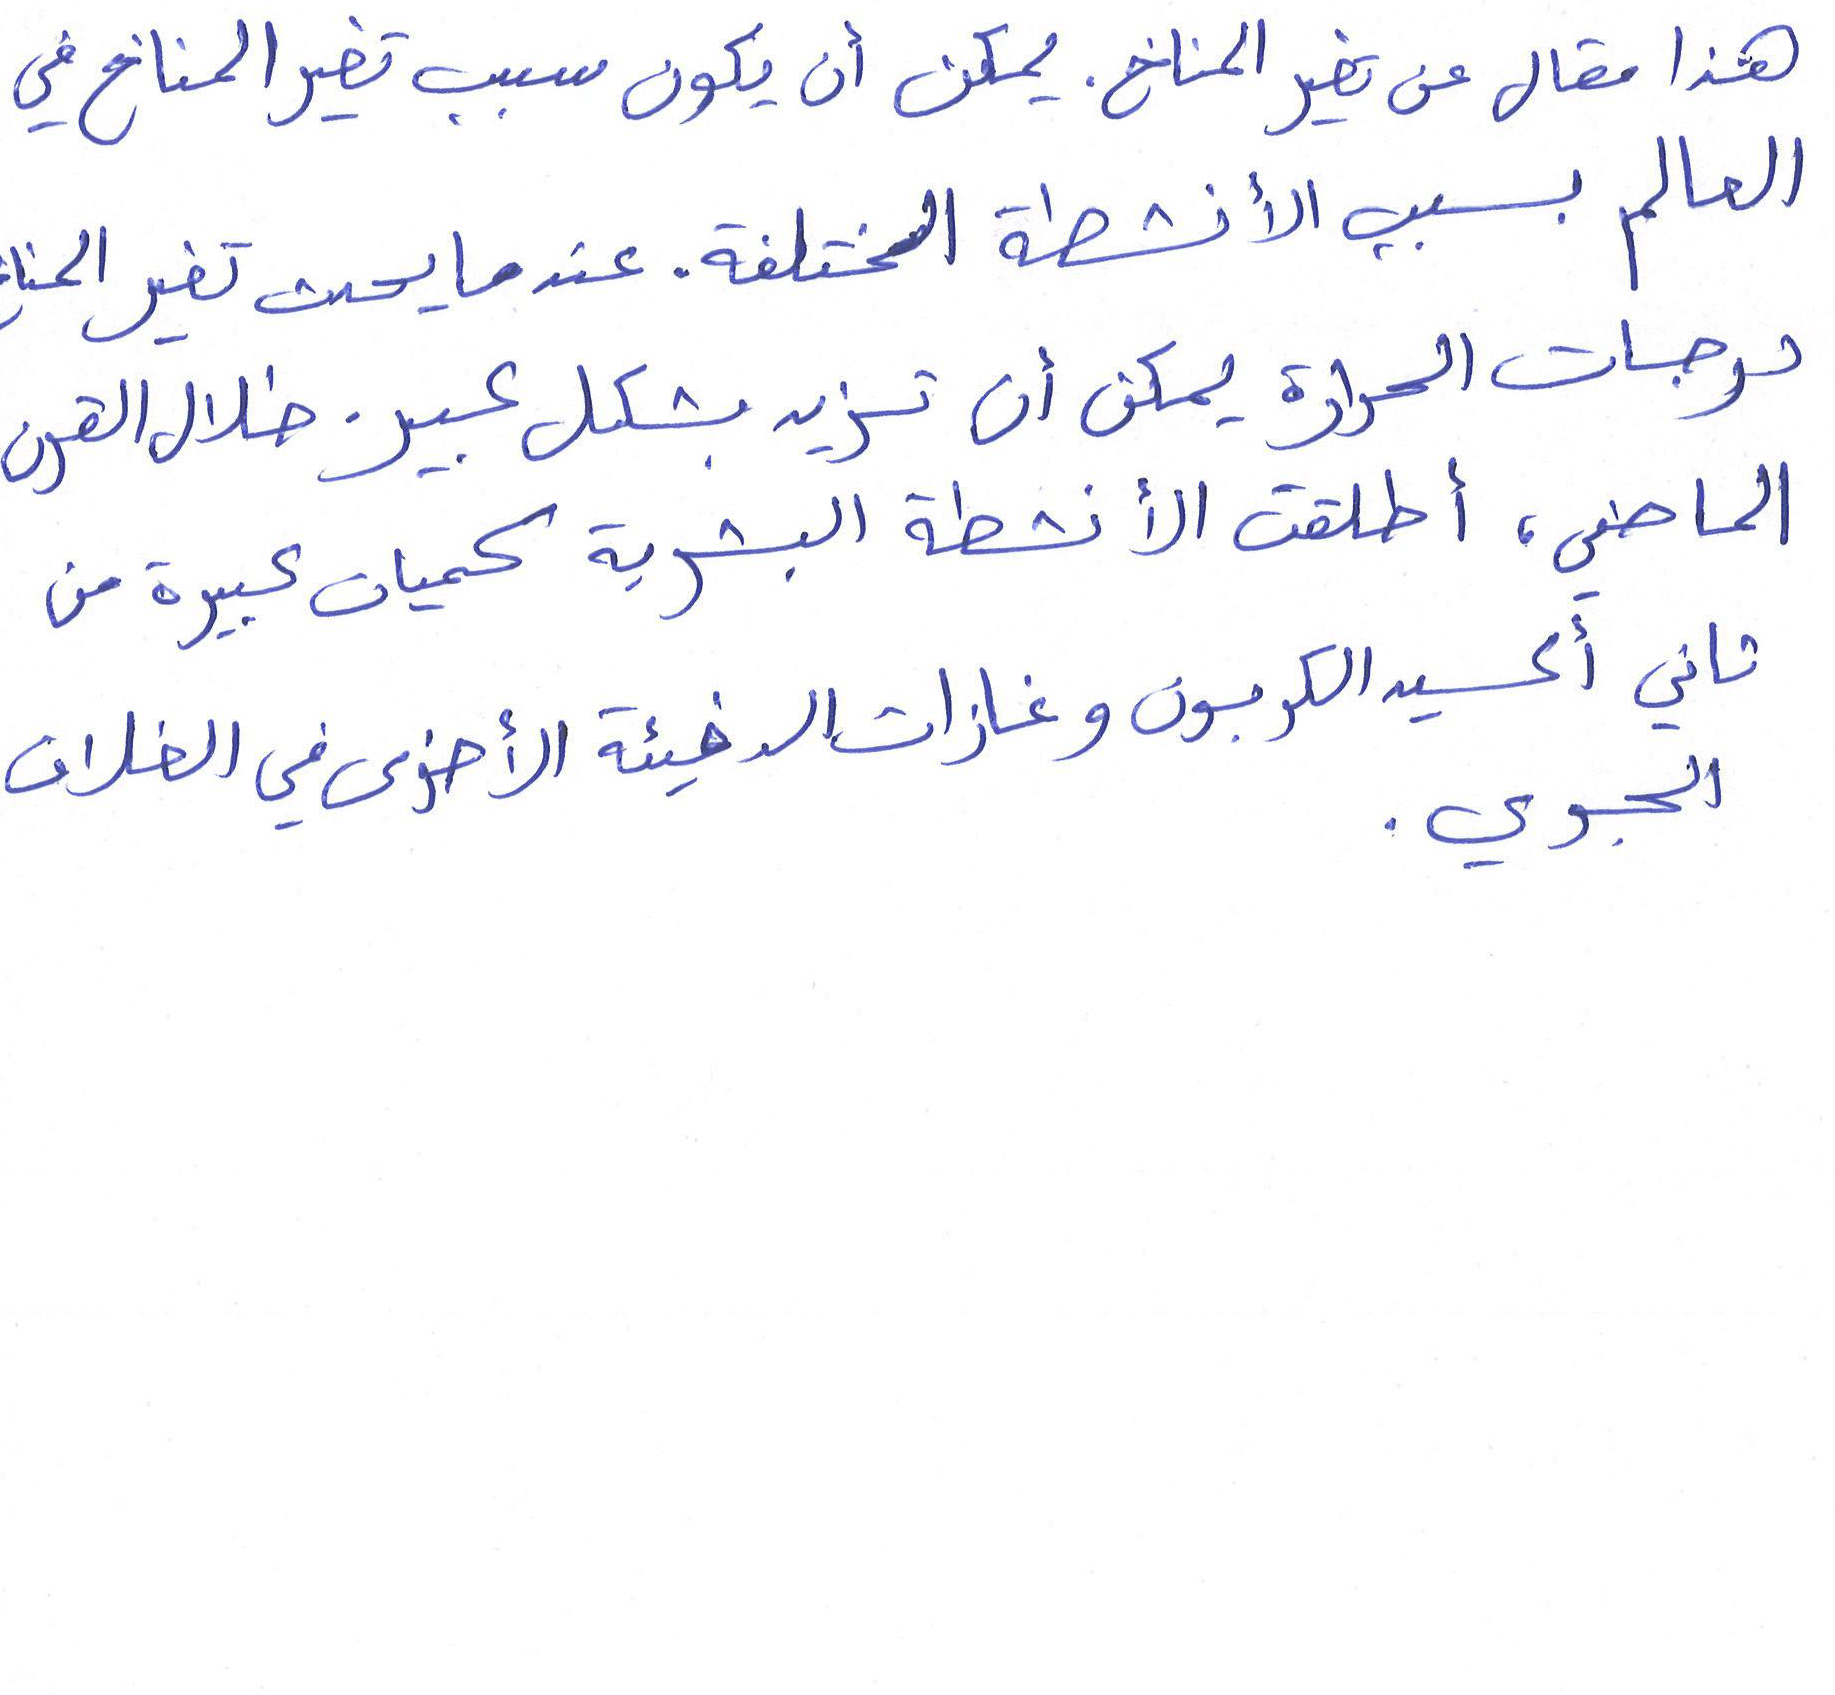 هذا مقال عن تغير المناخ. يمكن أن يكون سبب تغير المناخ في
العالم بسبب الأنشطة المختلفة. عندما يحدث تغير المناخ
درجات الحرارة يمكن أن تزيد بشكل كبير. خلال القرن
الماضي، أطلقت الأنشطة البشرية كميات كبيرة من
ثاني أكسيد الكربون وغازات الدفيئة الأخرى في الغلاف
الجوي.